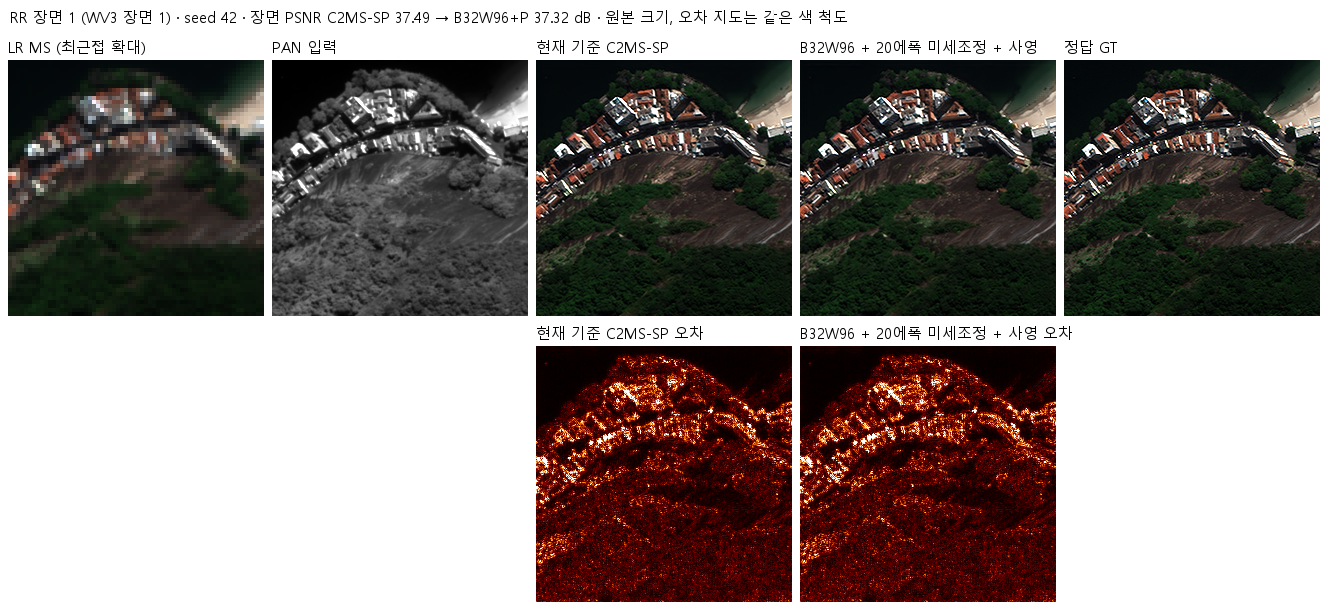 RR 장면 1 (WV3 장면 1) · seed 42 · 장면 PSNR C2MS-SP 37.49 → B32W96+P 37.32 dB · 원본 크기, 오차 지도는 같은 색 척도
LR MS (최근접 확대)
PAN 입력
현재 기준 C2MS-SP
B32W96 + 20에폭 미세조정 + 사영
정답 GT
현재 기준 C2MS-SP 오차
B32W96 + 20에폭 미세조정 + 사영 오차